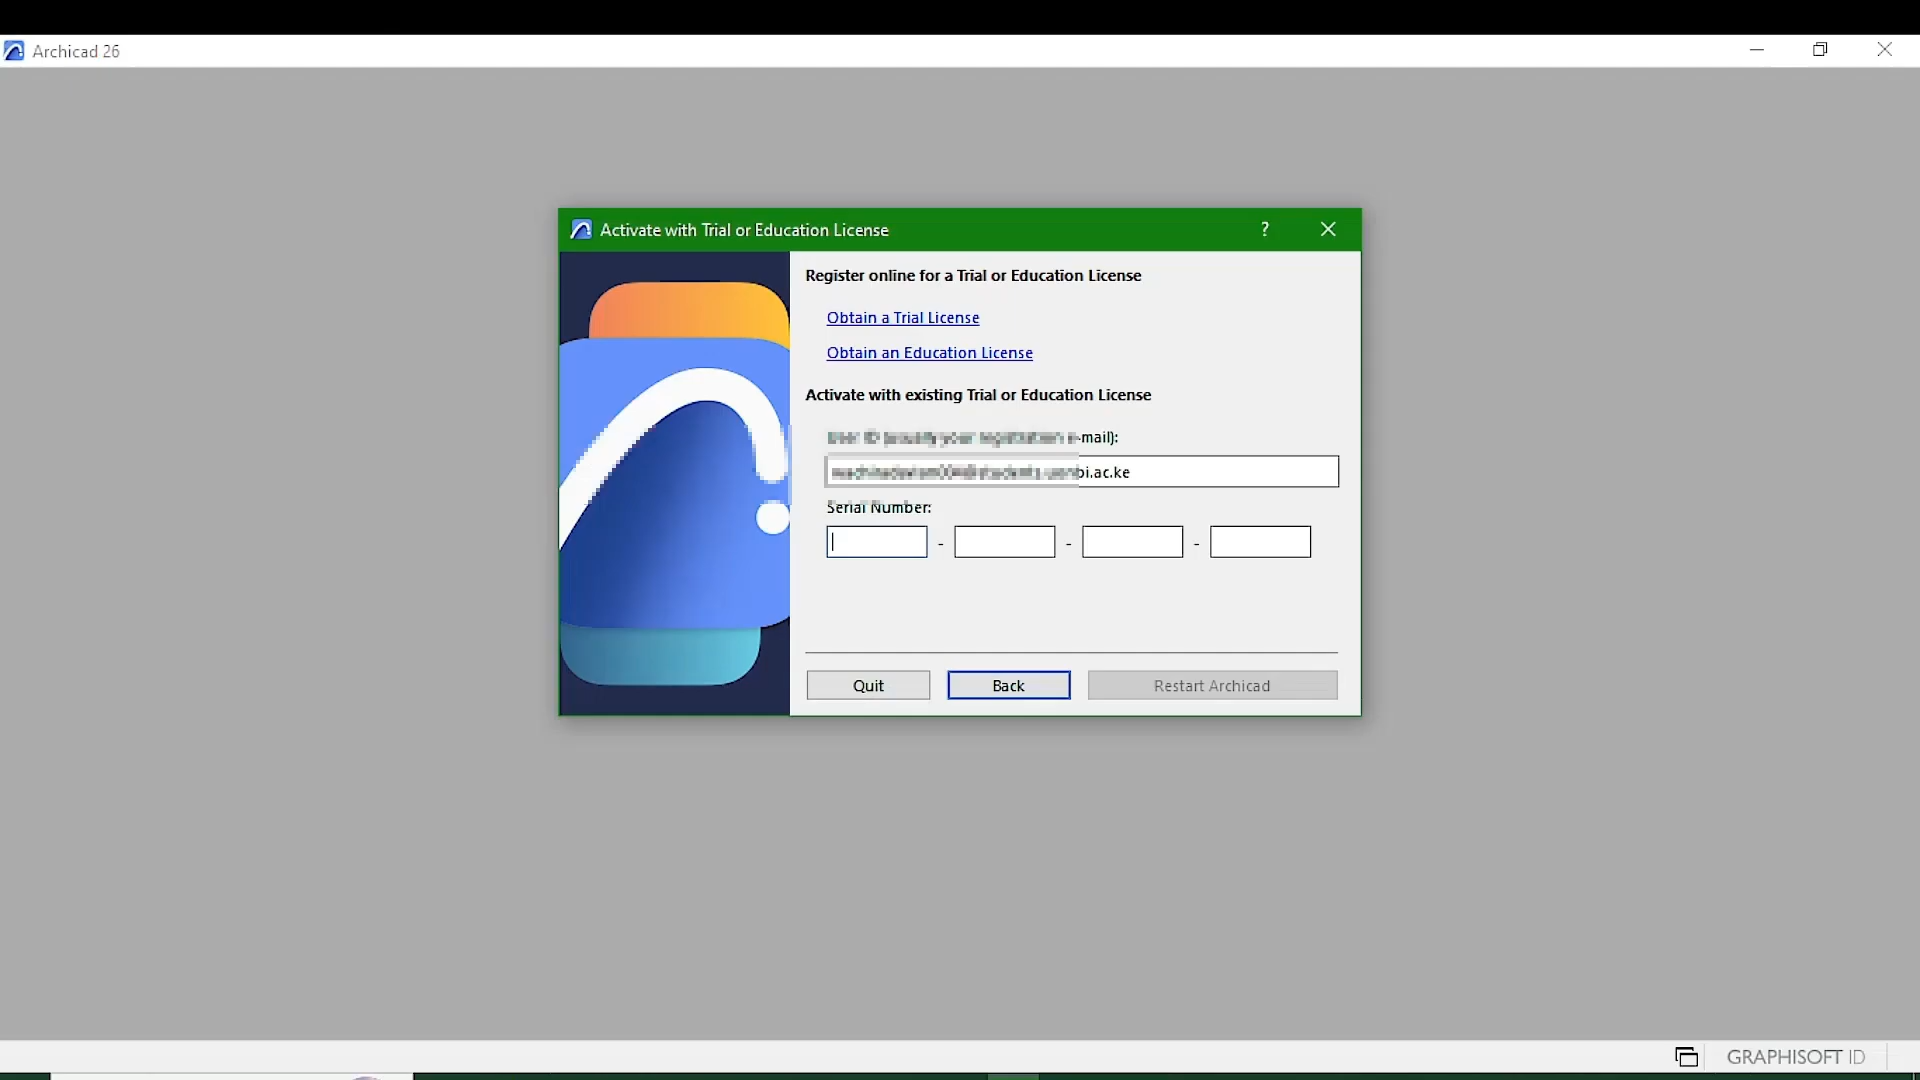 Archicad 26
Activate with Trial or Education License
?
Register online for a Trial or Education License
Obtain a Trial License
Obtain an Education License
Activate with existing Trial or Education License
-mail):
bi.ac.ke
Serial Number:
- - -
Quit
Back
Restart Archicad
GRAPHISOFT ID